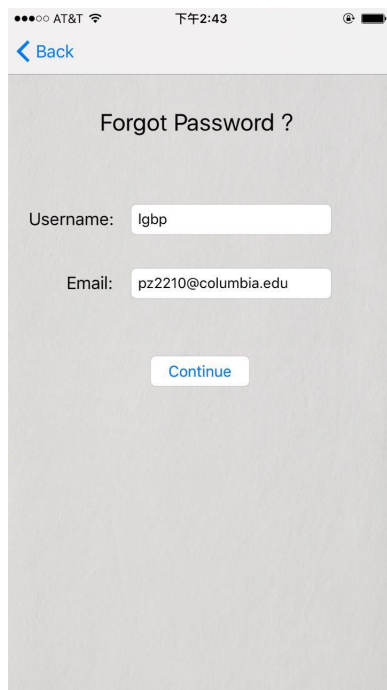 AT&T 下午2:43
Back
Forgot Password ?
Username: lgbp
Email: pz2210@columbia.edu
Continue